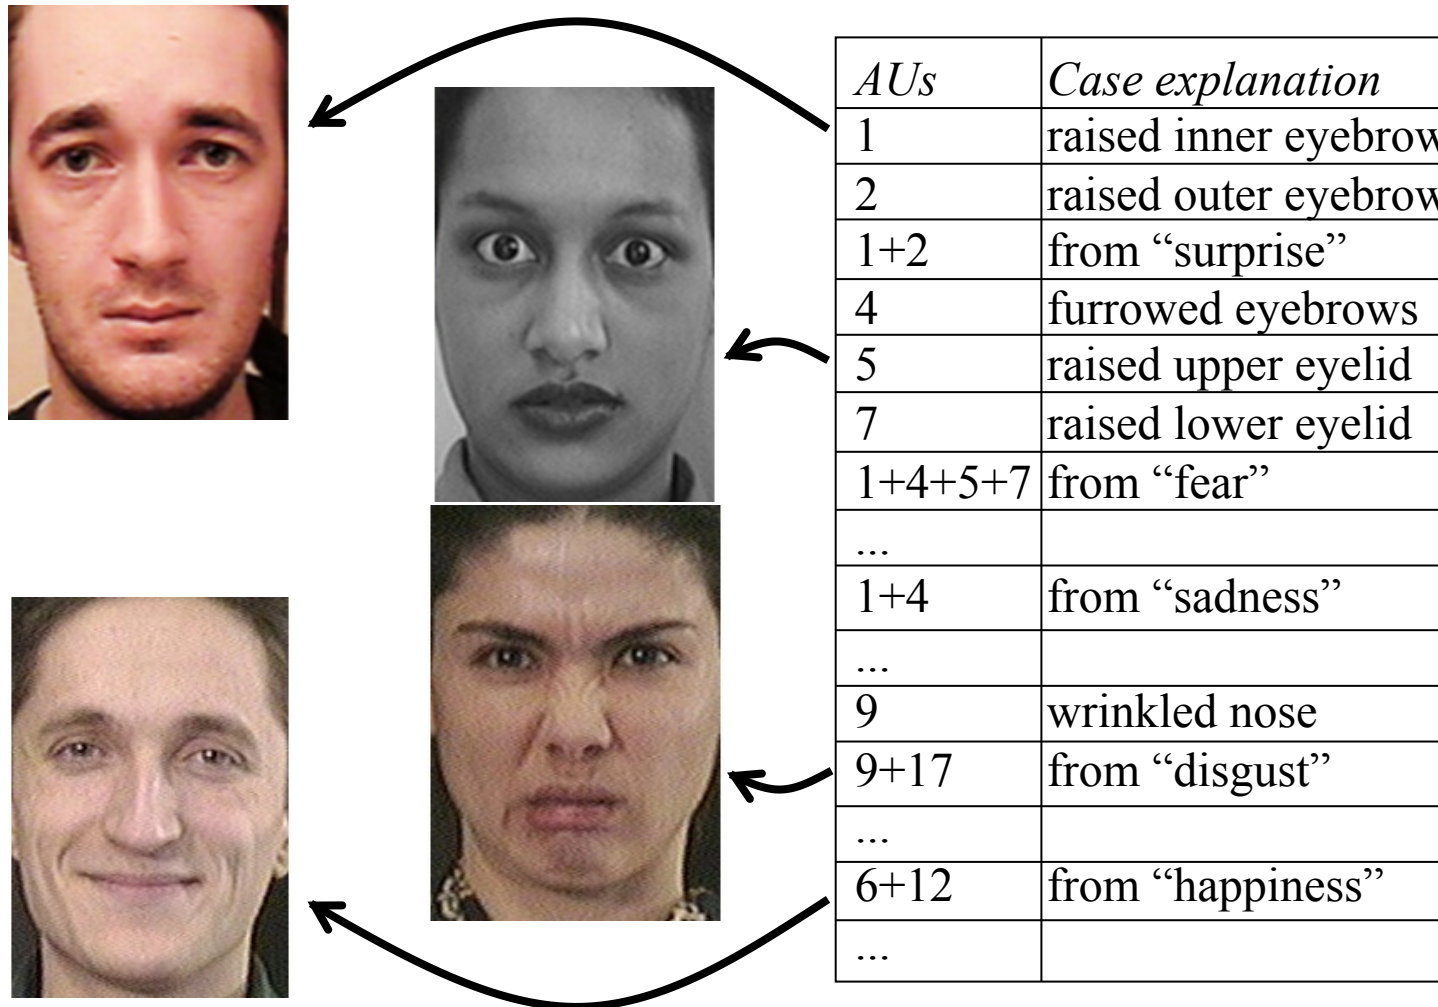 AUs Case explanation
1 raised inner eyebrow
2 raised outer eyebrow
1+2 from “surprise”
4 furrowed eyebrows
5 raised upper eyelid
7 raised lower eyelid
1+4+5+7 from “fear”
...
1+4 from “sadness”
...
9 wrinkled nose
9+17 from “disgust”
...
6+12 from “happiness”
...